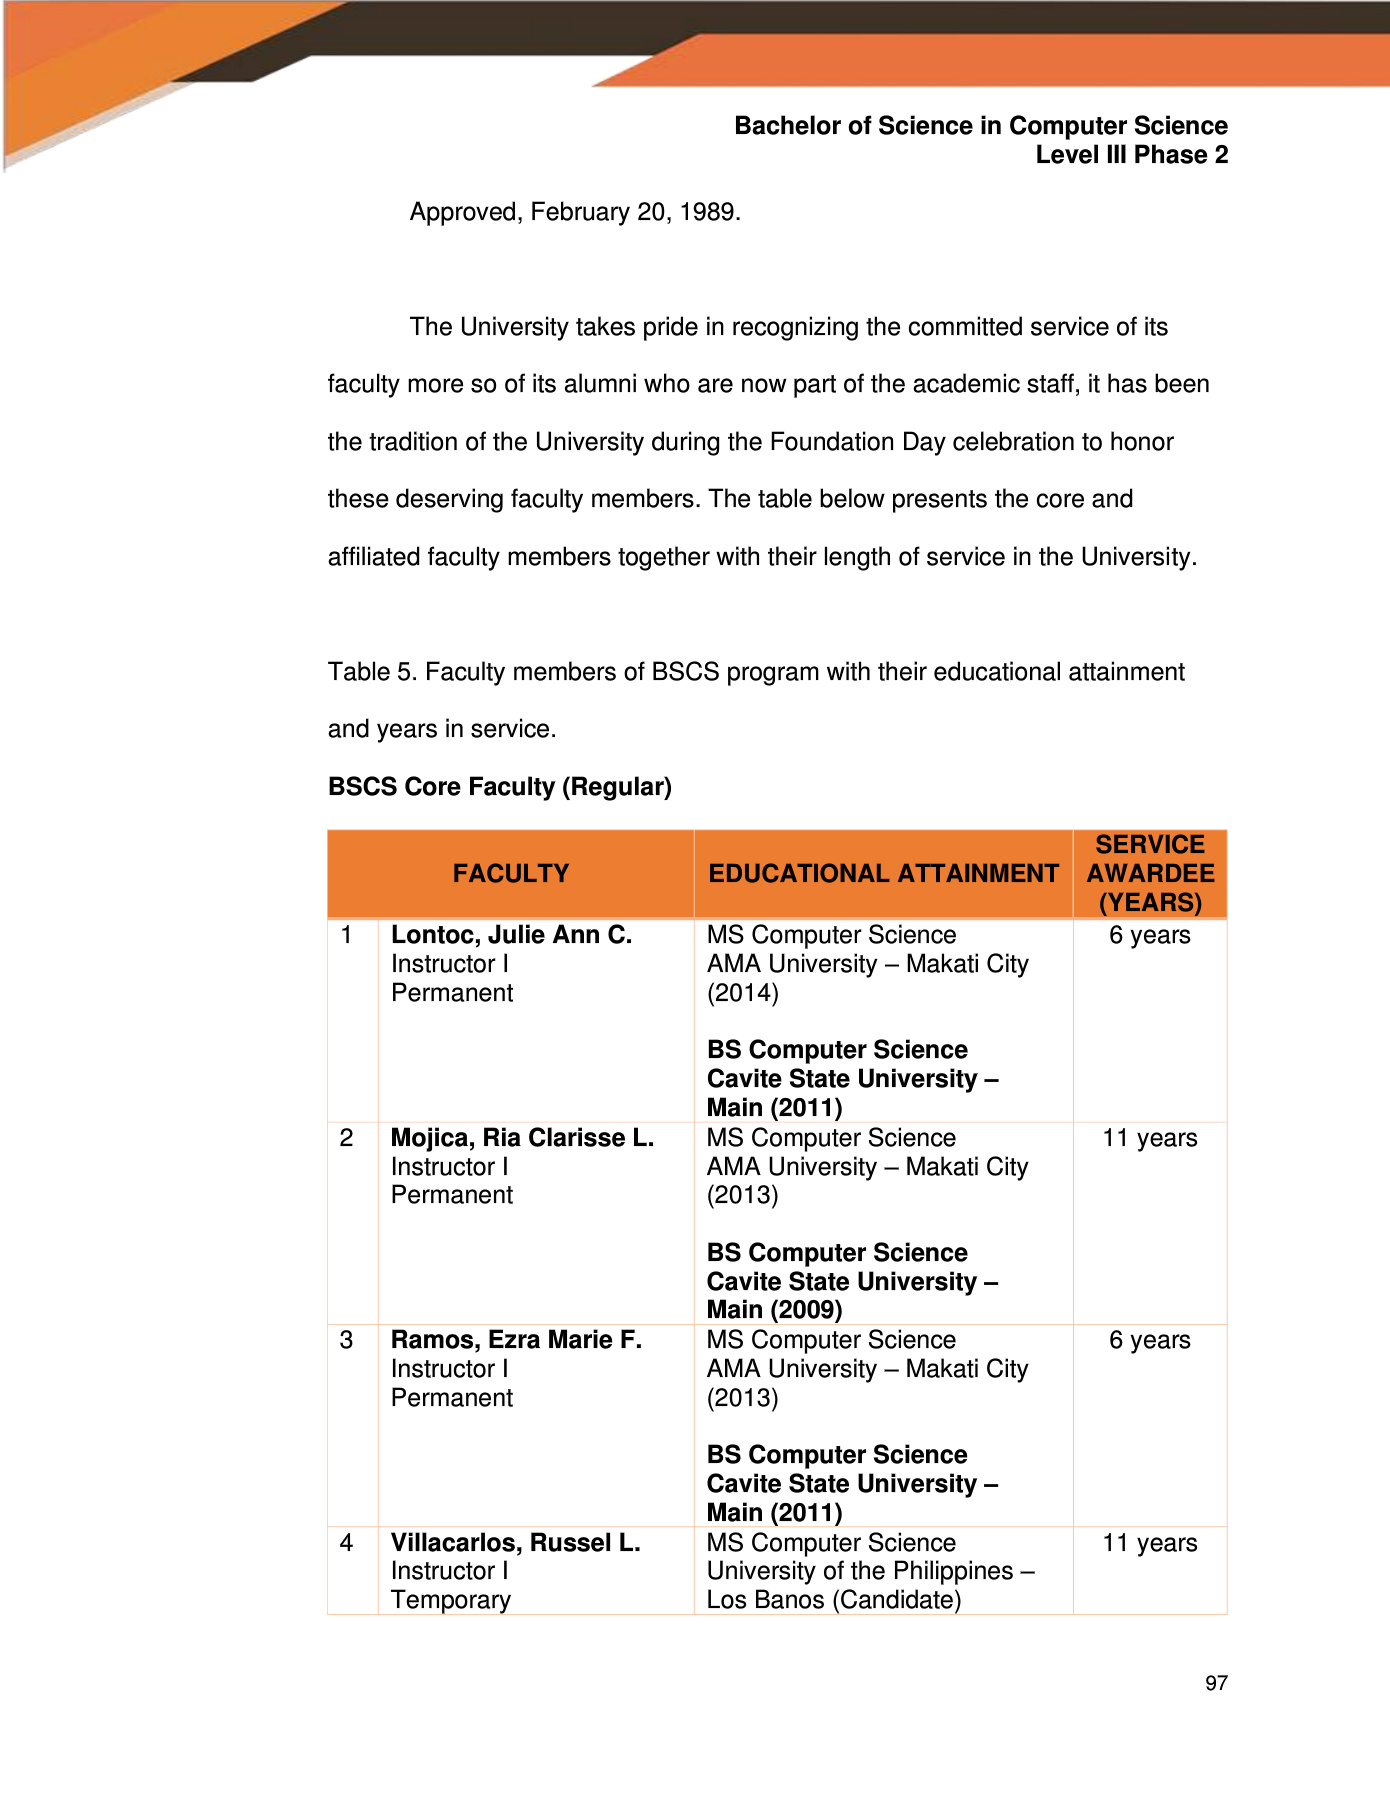 Bachelor of Science in Computer Science
Level III Phase 2
Approved, February 20, 1989.
The University takes pride in recognizing the committed service of its
faculty more so of its alumni who are now part of the academic staff, it has been
the tradition of the University during the Foundation Day celebration to honor
these deserving faculty members. The table below presents the core and
affiliated faculty members together with their length of service in the University.
Table 5. Faculty members of BSCS program with their educational attainment
and years in service.
BSCS Core Faculty (Regular)
FACULTY
EDUCATIONAL ATTAINMENT
SERVICE
AWARDEE
(YEARS)
1
Lontoc, Julie Ann C.
Instructor I
Permanent
MS Computer Science
AMA University – Makati City
(2014)
BS Computer Science
Cavite State University –
Main (2011)
6 years
2
Mojica, Ria Clarisse L.
Instructor I
Permanent
MS Computer Science
AMA University – Makati City
(2013)
BS Computer Science
Cavite State University –
Main (2009)
11 years
3
Ramos, Ezra Marie F.
Instructor I
Permanent
MS Computer Science
AMA University – Makati City
(2013)
BS Computer Science
Cavite State University –
Main (2011)
6 years
4
Villacarlos, Russel L.
Instructor I
Temporary
MS Computer Science
University of the Philippines –
Los Banos (Candidate)
11 years
97